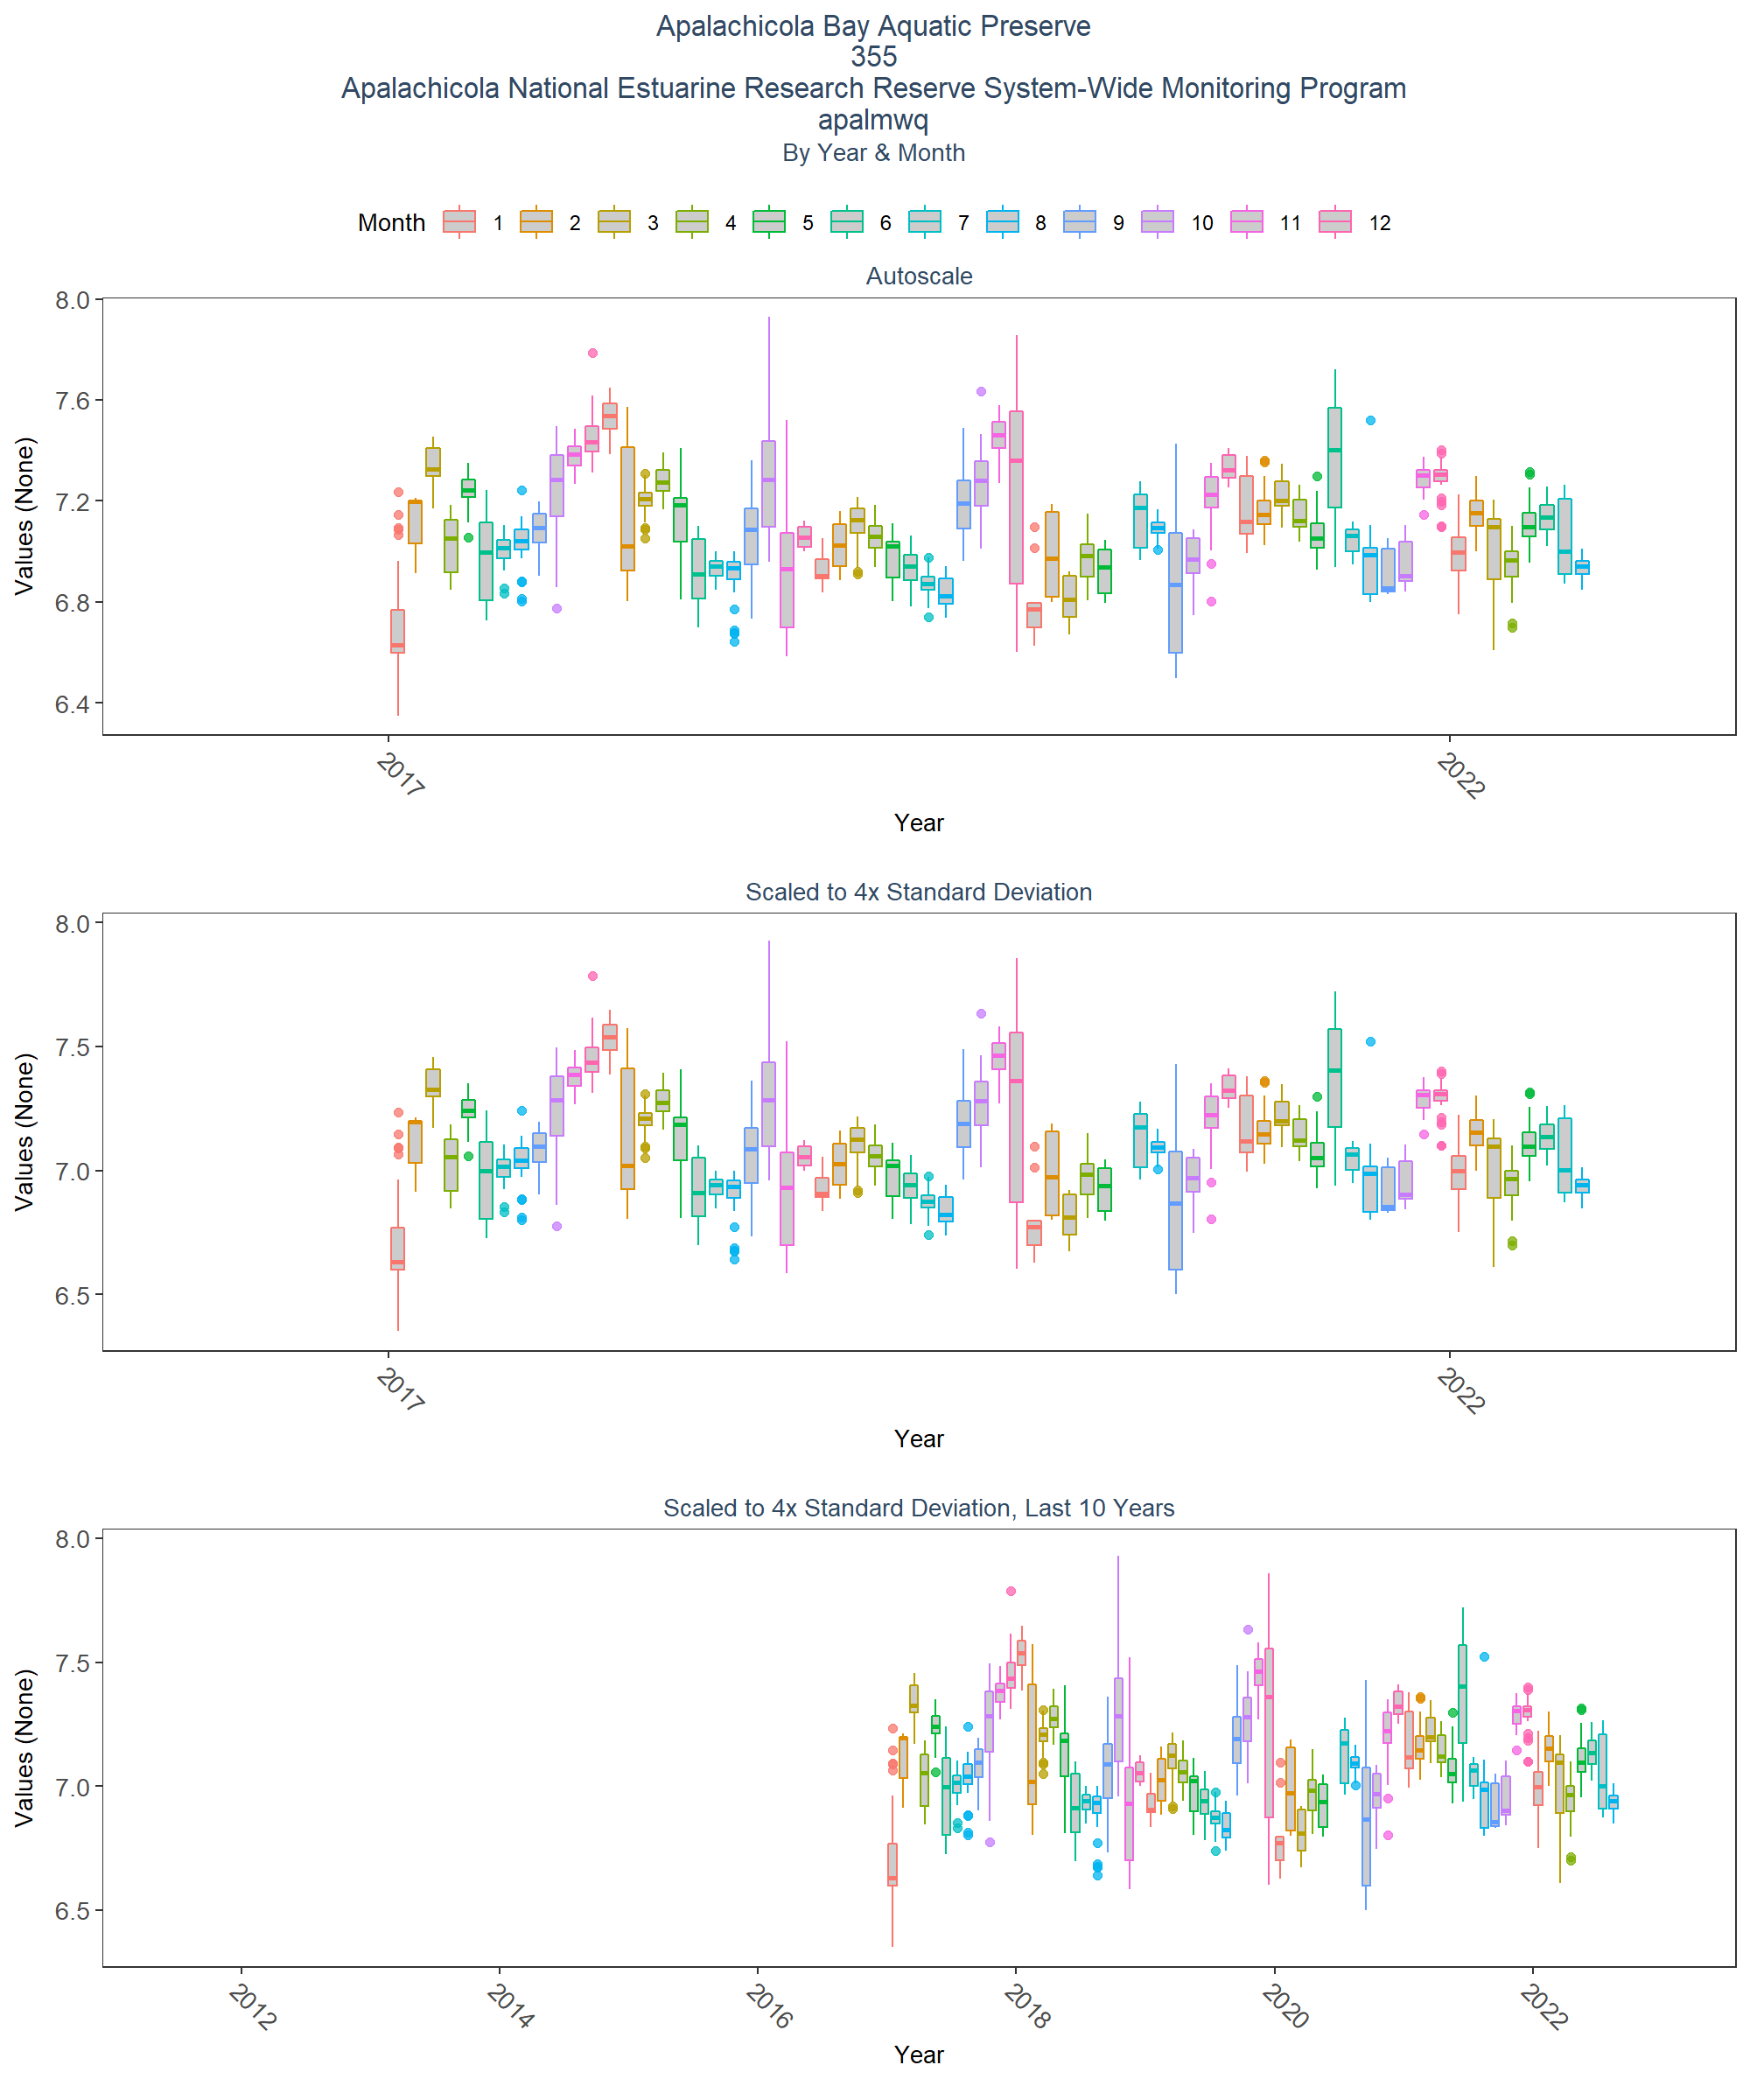 Apalachicola Bay Aquatic Preserve
355
Apalachicola National Estuarine Research Reserve System-Wide Monitoring Program
apalmwq
By Year & Month
Month 1 2 3 4 5 6 7 8 9 10 11 12
Autoscale
Values (None)
8.0
7.6
7.2
6.8
6.4
2017 2022
Year
Scaled to 4x Standard Deviation
Values (None)
8.0
7.5
7.0
6.5
2017 2022
Year
Scaled to 4x Standard Deviation, Last 10 Years
Values (None)
8.0
7.5
7.0
6.5
2012 2014 2016 2018 2020 2022
Year